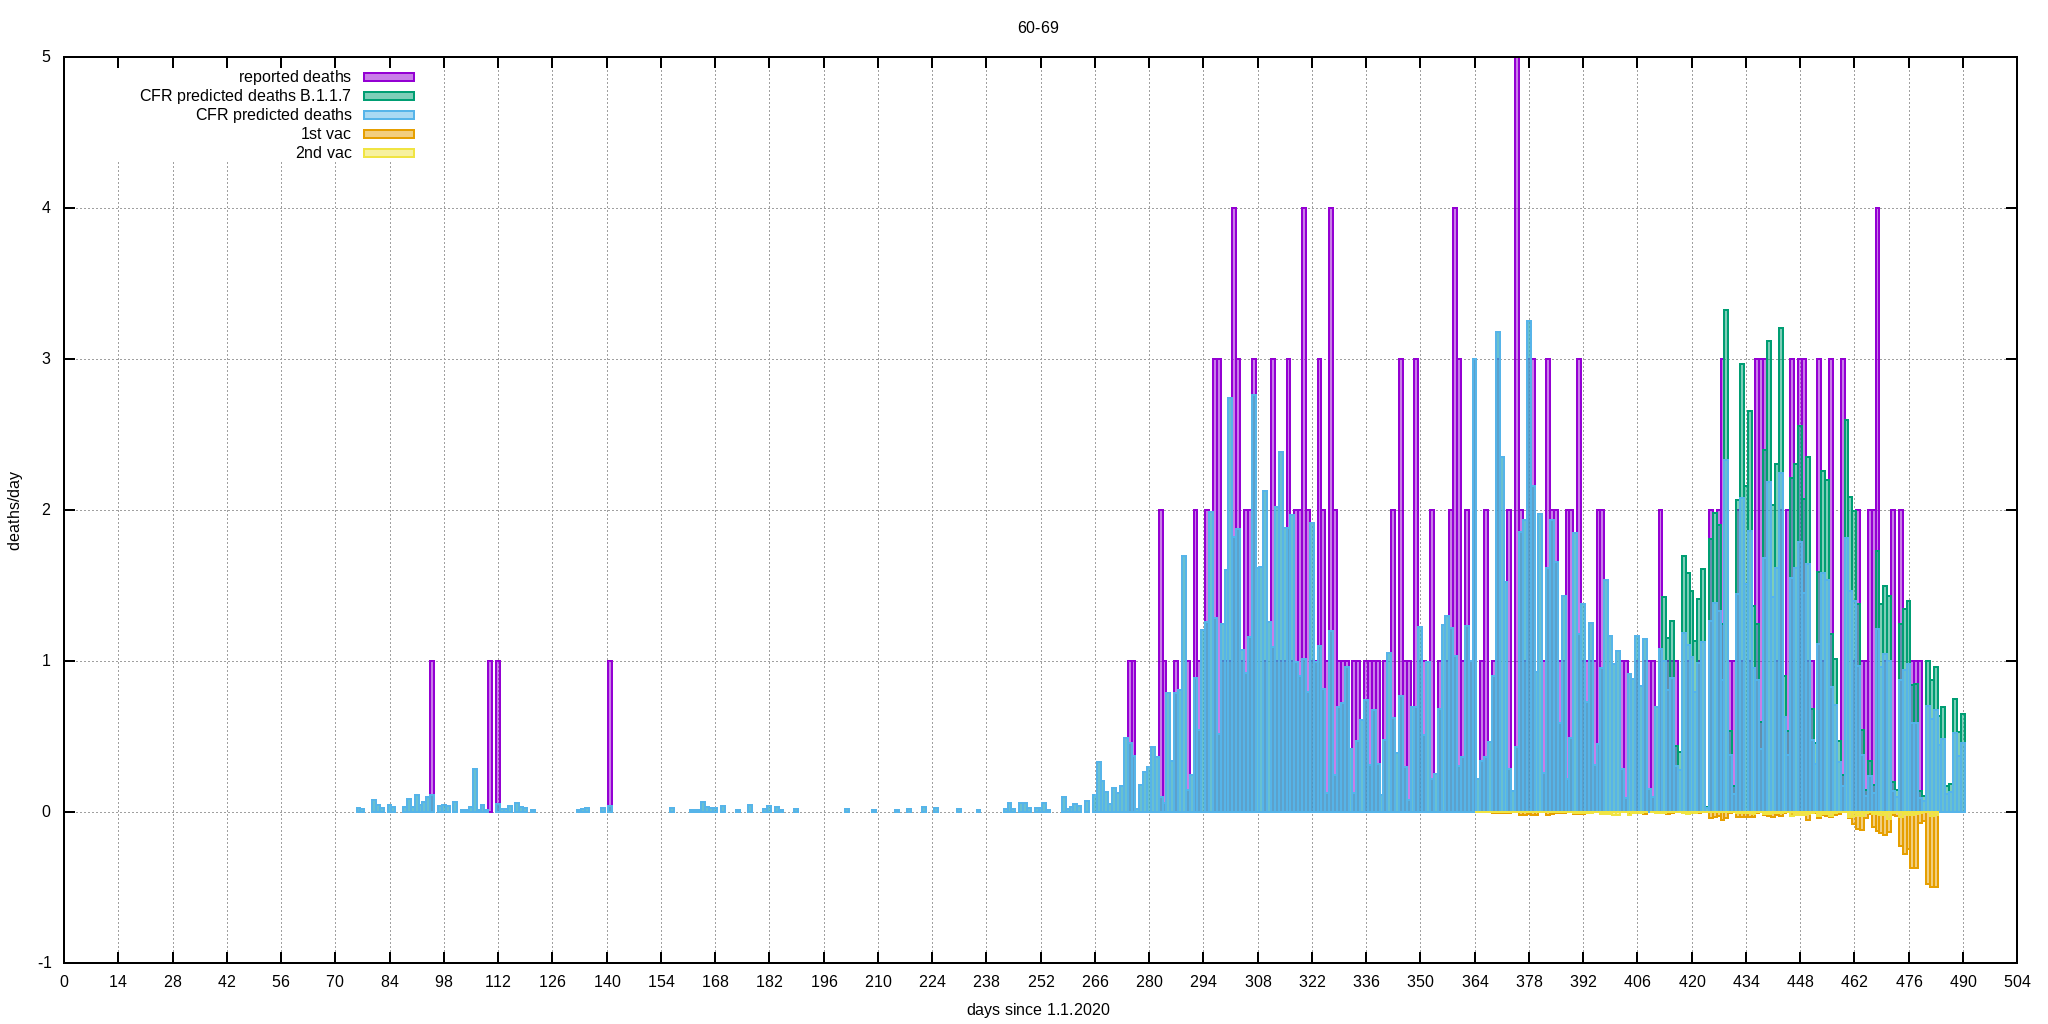 60-69
5
reported deaths
CFR predicted deaths B.1.1.7
CFR predicted deaths
1st vac
2nd vac
4
3
2
deaths/day
1
0
-1
0 14 28 42 56 70 84 98 112 126 140 154 168 182 196 210 224 238 252 266 280 294 308 322 336 350 364 378 392 406 420 434 448 462 476 490 504
days since 1.1.2020